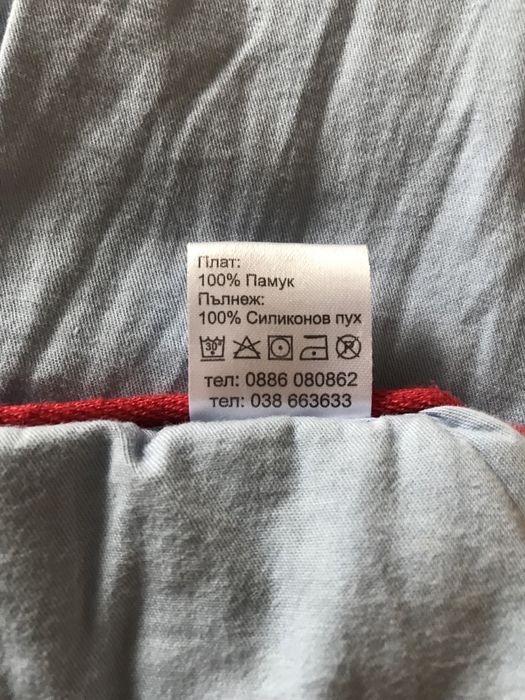 Плат:
100% Памук
Пълнеж:
100% Силиконов пух
30°
P
тел: 0886 080862
тел: 038 663633